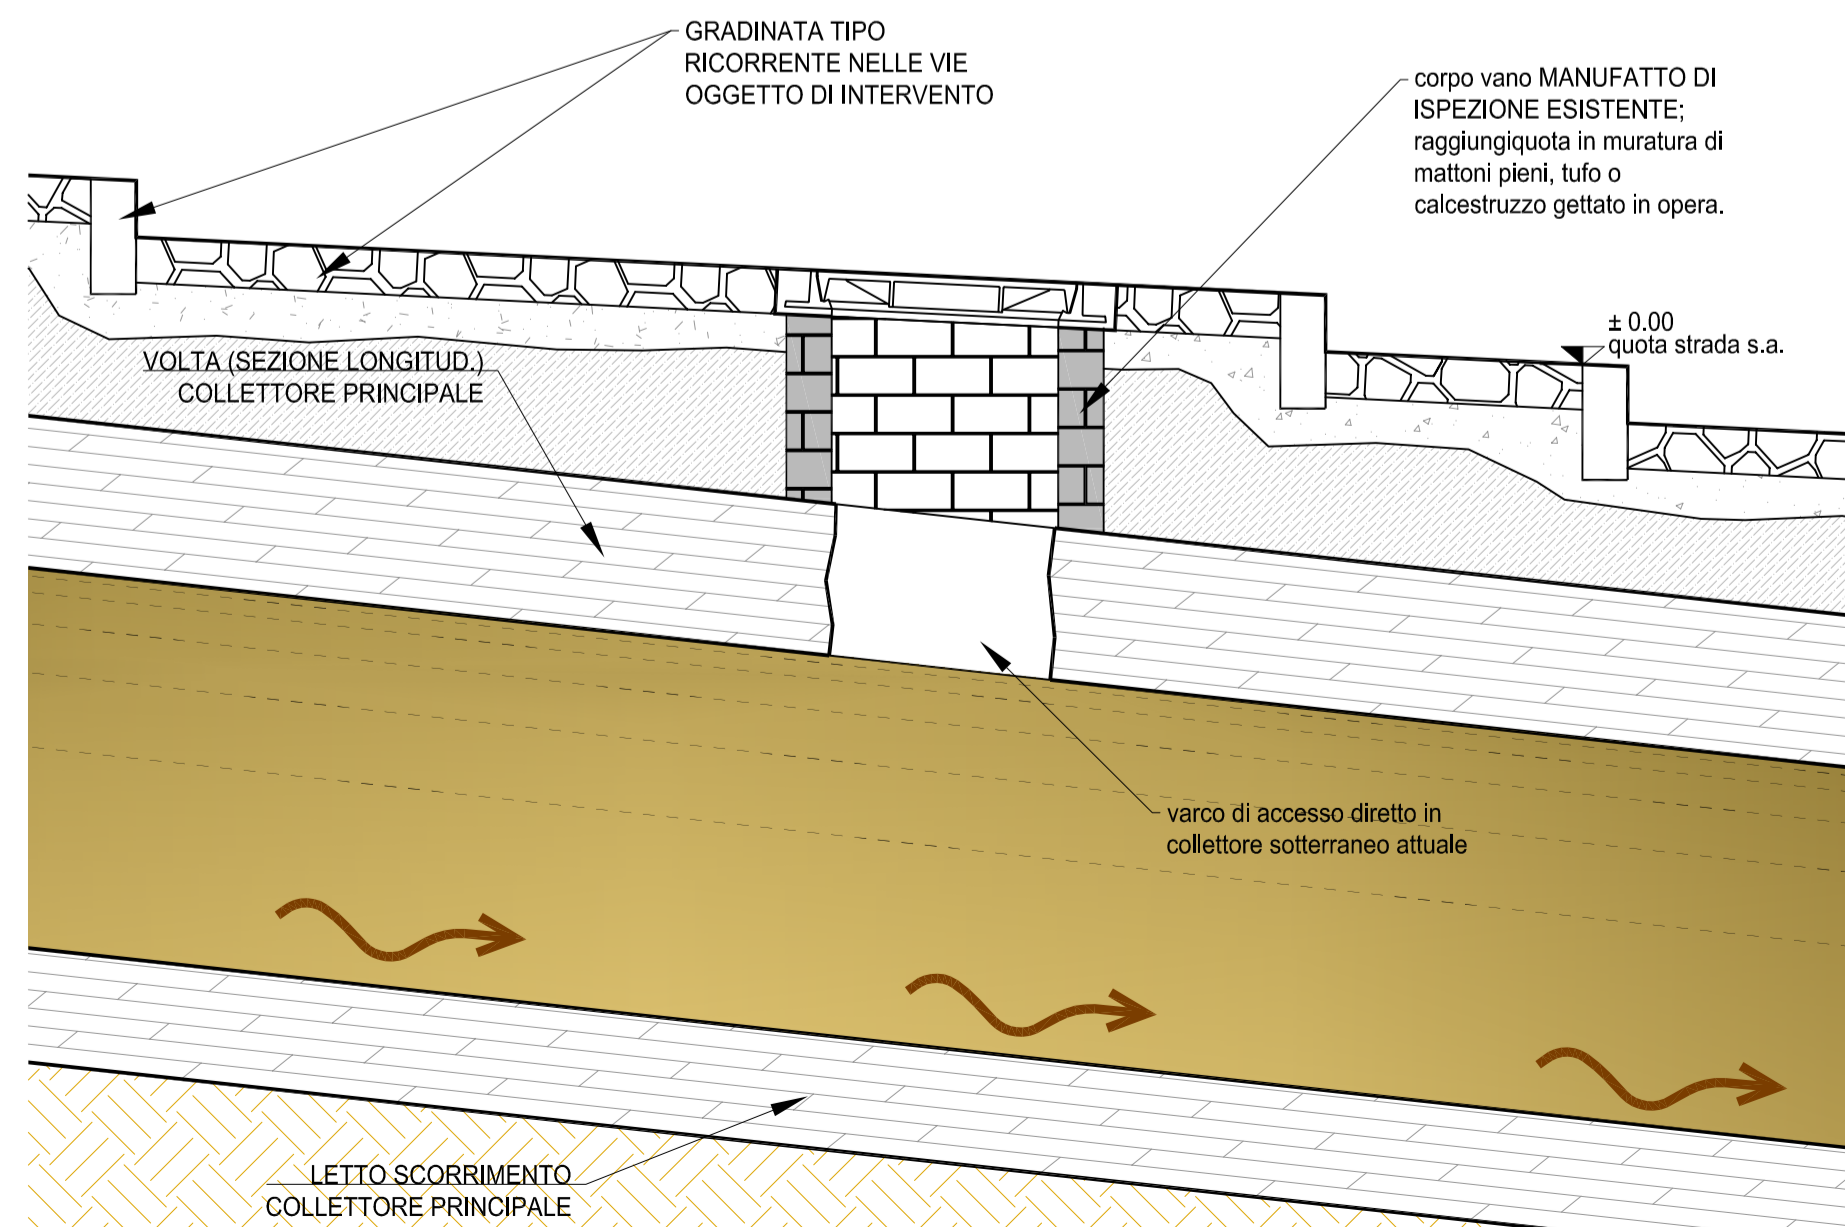 GRADINATA TIPO
RICORRENTE NELLE VIE
OGGETTO DI INTERVENTO
corpo vano MANUFATTO DI
ISPEZIONE ESISTENTE;
raggiungiquota in muratura di
mattoni pieni, tufo o
calcestruzzo gettato in opera.
± 0.00
quota strada s.a.
VOLTA (SEZIONE LONGITUD.)
COLLETTORE PRINCIPALE
varco di accesso diretto in
collettore sotterraneo attuale
LETTO SCORRIMENTO
COLLETTORE PRINCIPALE